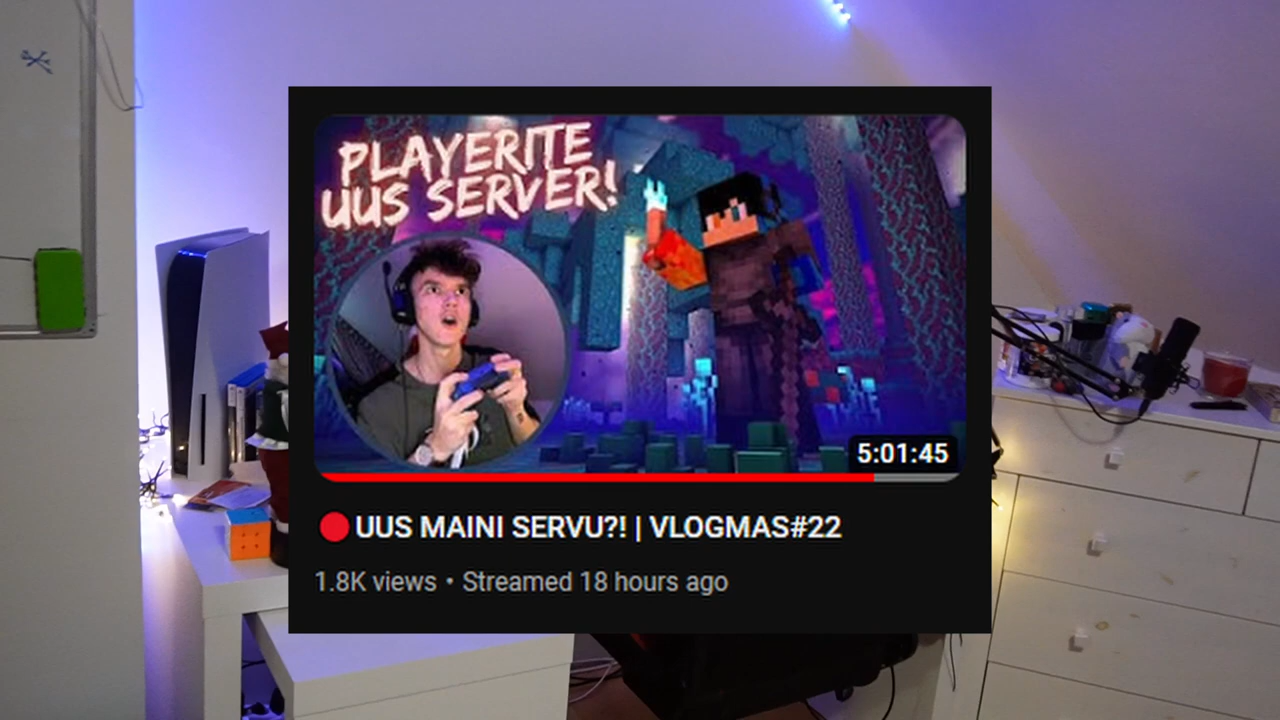 PLAYERITE
UUS SERVER!
5:01:45
🔴 UUS MAINI SERVU?! | VLOGMAS#22
1.8K views • Streamed 18 hours ago